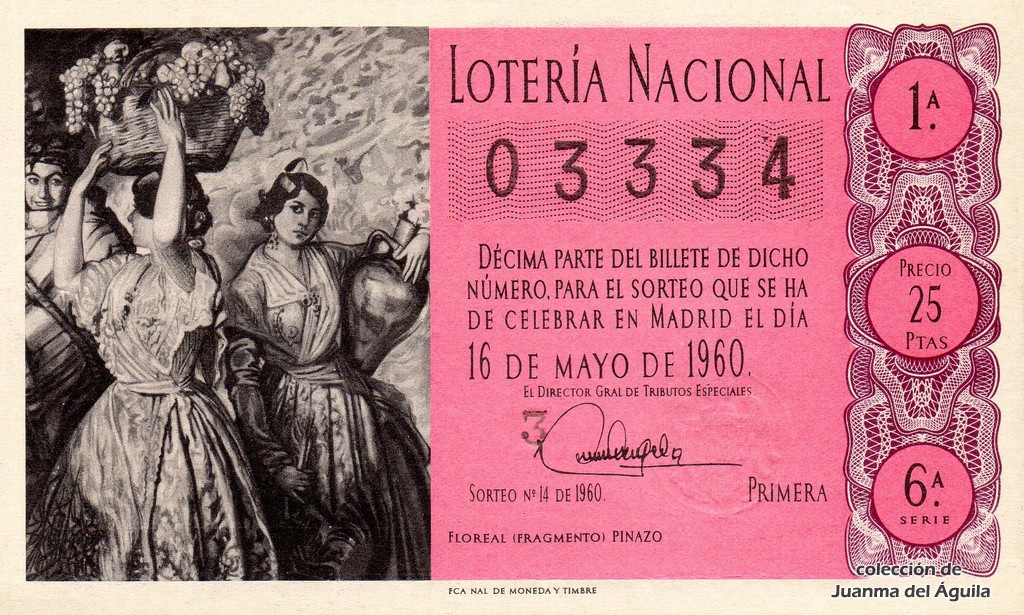 LOTERÍA NACIONAL
03334
DÉCIMA PARTE DEL BILLETE DE DICHO
NÚMERO, PARA EL SORTEO QUE SE HA
DE CELEBRAR EN MADRID EL DÍA
16 DE MAYO DE 1960.
EL DIRECTOR GRAL DE TRIBUTOS ESPECIALES
3
SORTEO Nº 14 DE 1960.
PRIMERA
FLOREAL (FRAGMENTO) PINAZO
FCA NAL DE MONEDA Y TIMBRE
1.ª
PRECIO
25
PTAS
6.ª
SERIE
colección de
Juanma del Águila